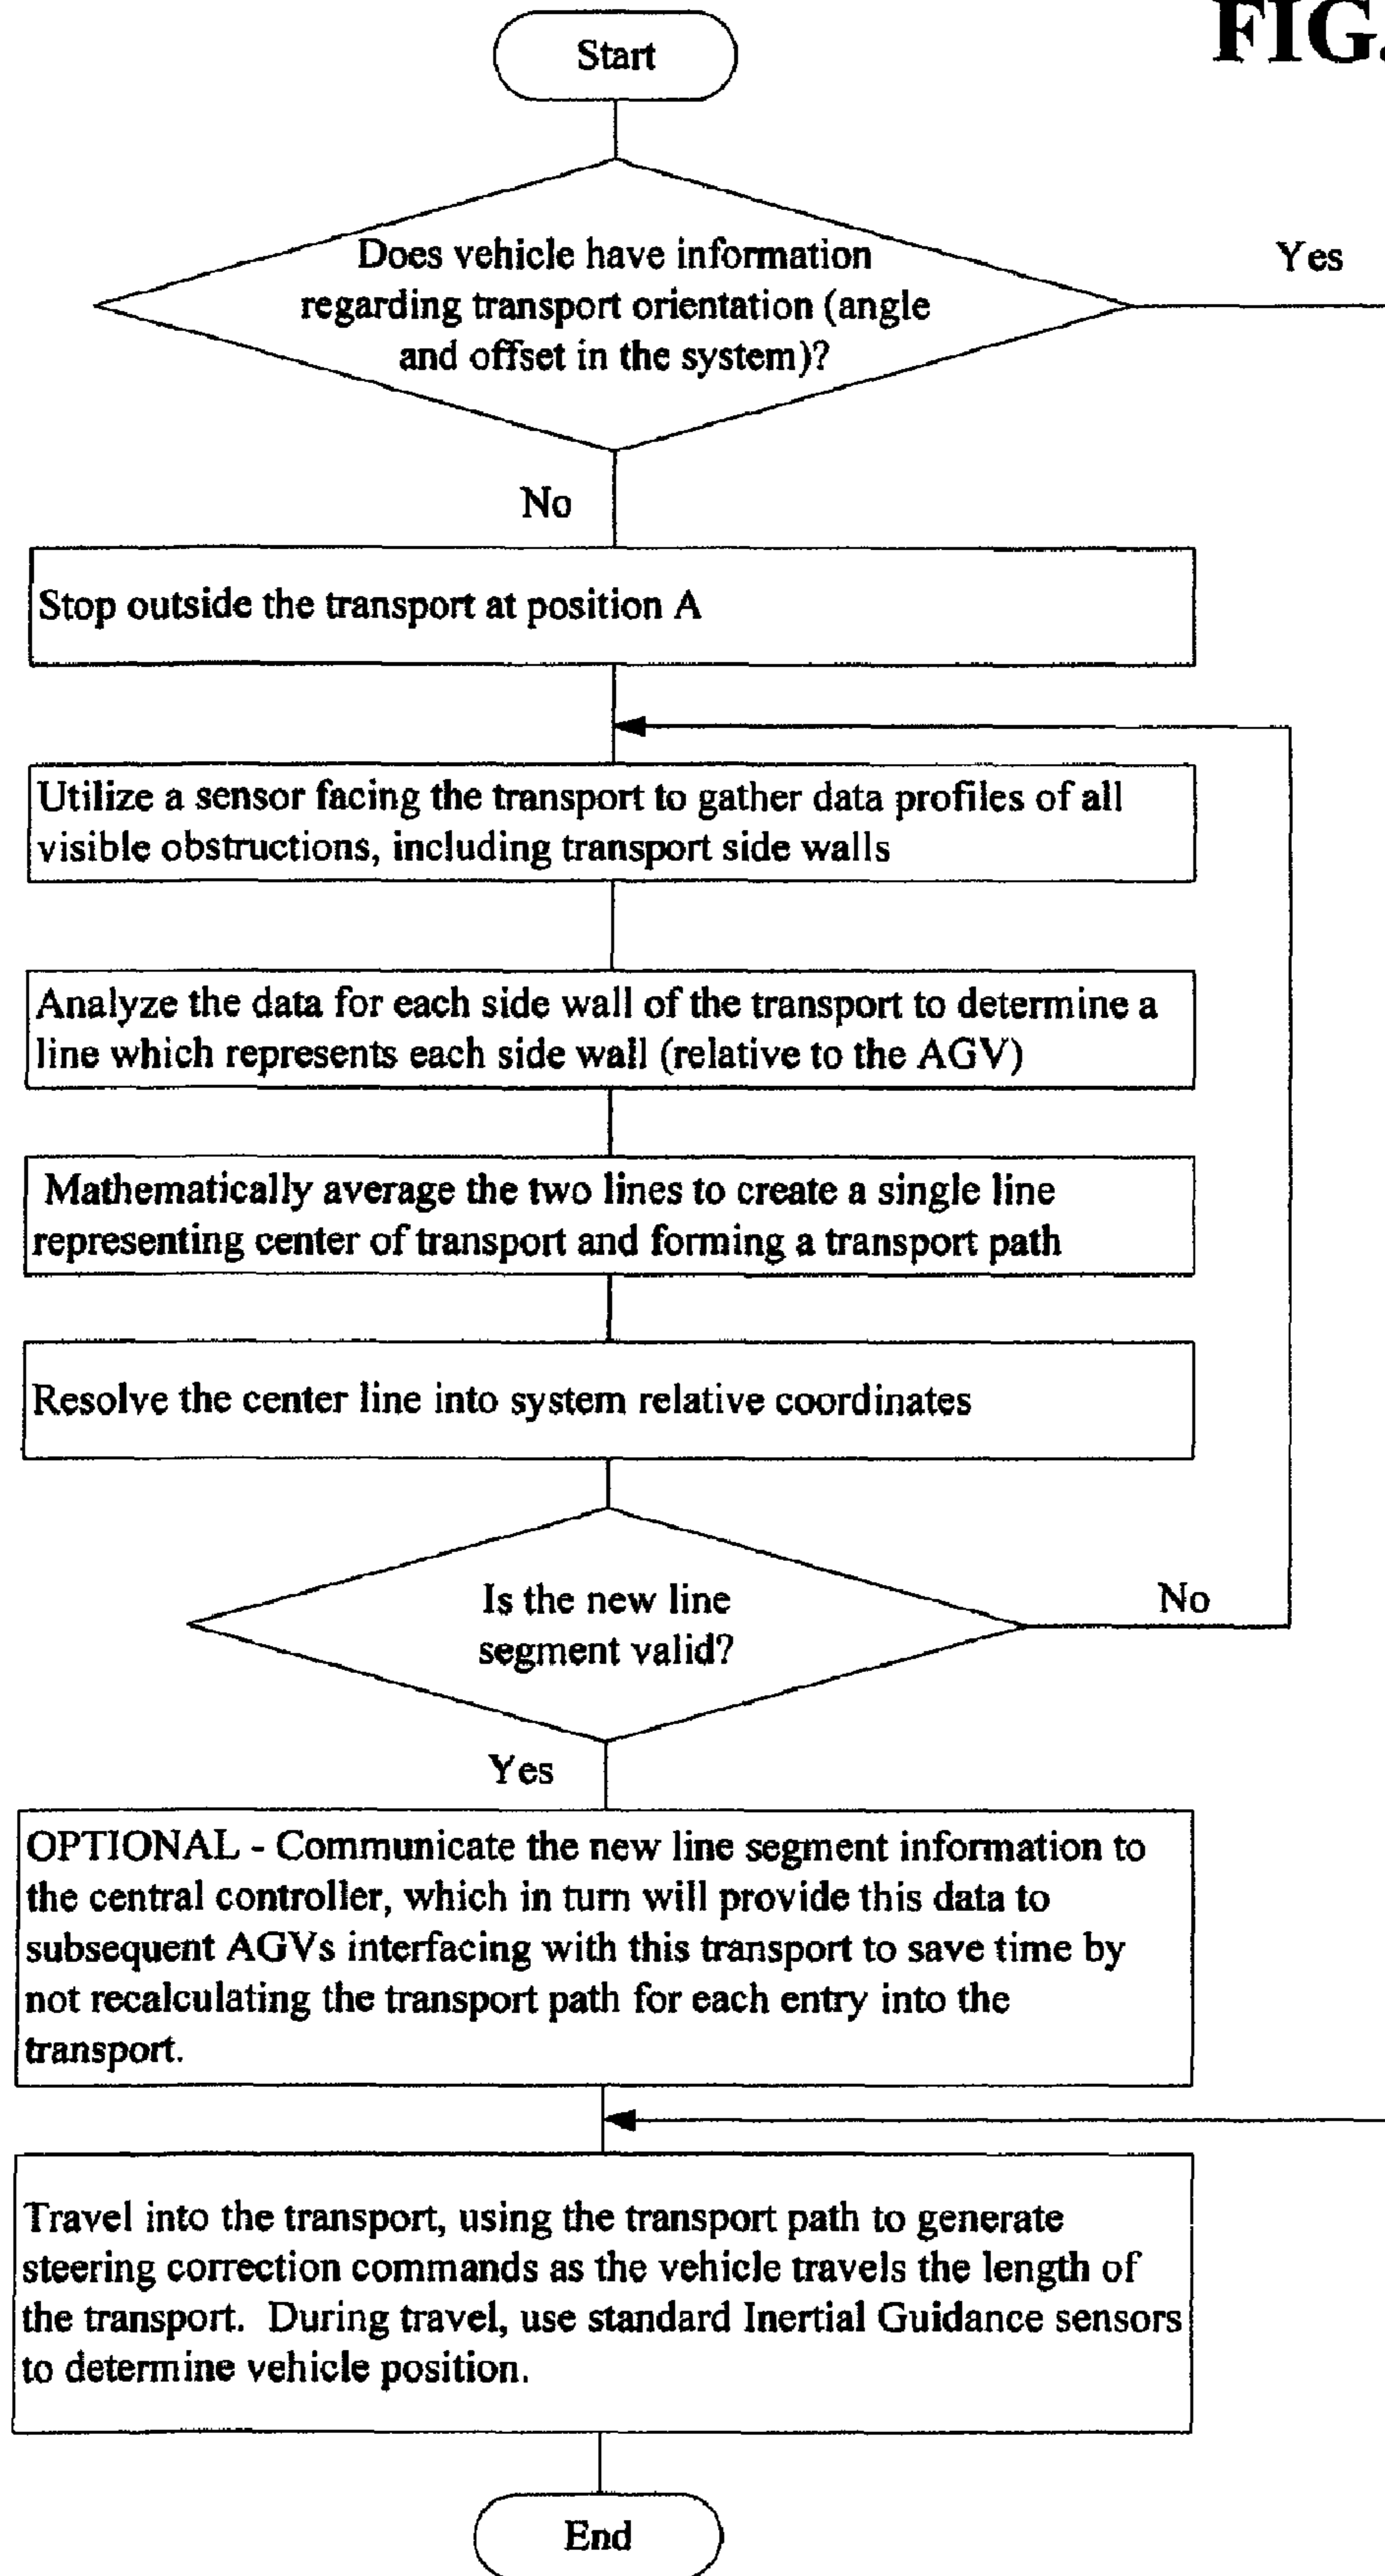 FIG.
Start
Does vehicle have information
regarding transport orientation (angle
and offset in the system)?
Yes
No
Stop outside the transport at position A
Utilize a sensor facing the transport to gather data profiles of all
visible obstructions, including transport side walls
Analyze the data for each side wall of the transport to determine a
line which represents each side wall (relative to the AGV)
Mathematically average the two lines to create a single line
representing center of transport and forming a transport path
Resolve the center line into system relative coordinates
Is the new line
segment valid?
No
Yes
OPTIONAL - Communicate the new line segment information to
the central controller, which in turn will provide this data to
subsequent AGVs interfacing with this transport to save time by
not recalculating the transport path for each entry into the
transport.
Travel into the transport, using the transport path to generate
steering correction commands as the vehicle travels the length of
the transport. During travel, use standard Inertial Guidance sensors
to determine vehicle position.
End